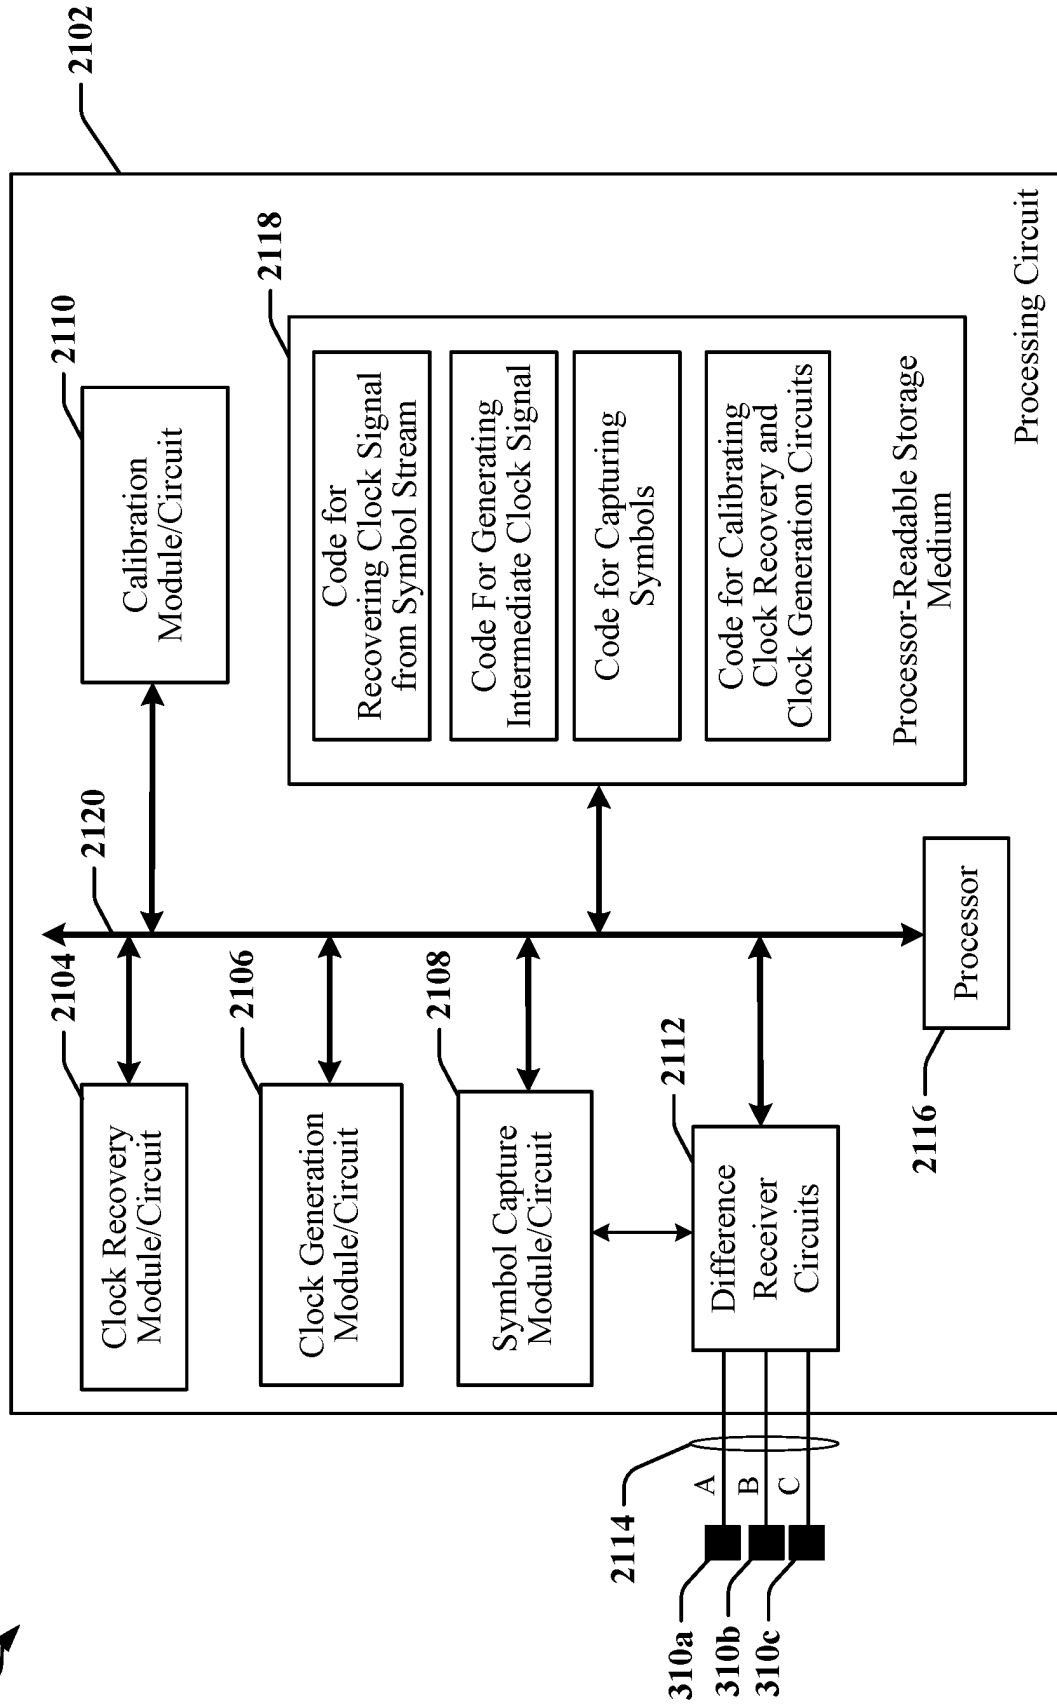 2102
2110
Calibration
Module/Circuit
2118
Code for
Recovering Clock Signal
from Symbol Stream
Code For Generating
Intermediate Clock Signal
Code for Capturing
Symbols
Code for Calibrating
Clock Recovery and
Clock Generation Circuits
Processor-Readable Storage
Medium
Processing Circuit
2120
2104
Clock Recovery
Module/Circuit
2106
Clock Generation
Module/Circuit
2108
Symbol Capture
Module/Circuit
2112
Difference
Receiver
Circuits
Processor
2116
2114
A
B
C
310a
310b
310c